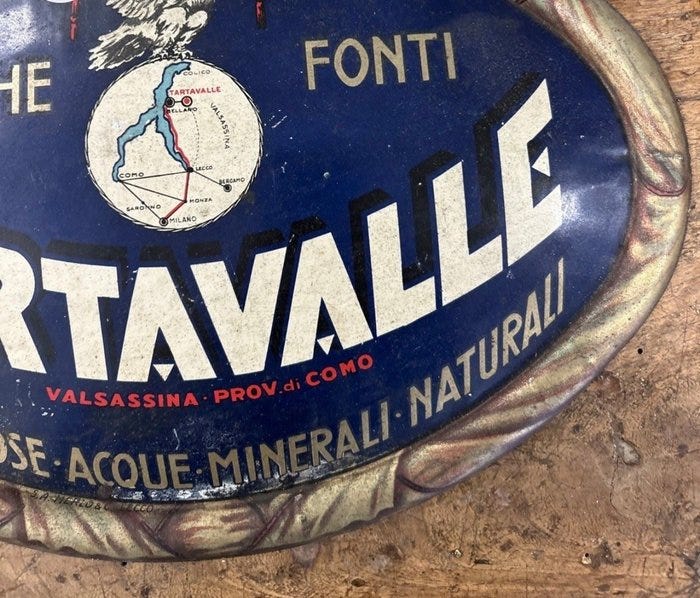 HE FONTI
COLICO
TARTAVALLE
BELLANO
VALSASSINA
COMO
LECCO
BERGAMO
SARONNO
MONZA
MILANO
RTAVALLE
VALSASSINA · PROV. di COMO
OSE · ACQUE · MINERALI · NATURALI
LECCO